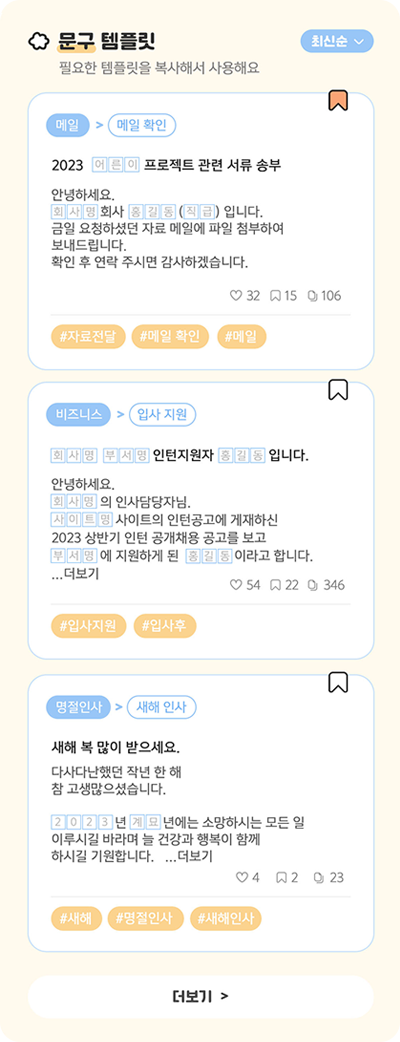 문구 템플릿
최신순
필요한 템플릿을 복사해서 사용해요
메일 > 메일 확인
2023 어른이 프로젝트 관련 서류 송부
안녕하세요.
회사명 회사 홍길동 (직급) 입니다.
금일 요청하셨던 자료 메일에 파일 첨부하여
보내드립니다.
확인 후 연락 주시면 감사하겠습니다.
32 15 106
#자료전달 #메일 확인 #메일
비즈니스 > 입사 지원
회사명 부서명 인턴지원자 홍길동 입니다.
안녕하세요.
회사명 의 인사담당자님.
사이트명 사이트의 인턴공고에 게재하신
2023 상반기 인턴 공개채용 공고를 보고
부서명 에 지원하게 된 홍길동 이라고 합니다.
...더보기
54 22 346
#입사지원 #입사후
명절인사 > 새해 인사
새해 복 많이 받으세요.
다사다난했던 작년 한 해
참 고생많으셨습니다.
2023 년 계묘 년에는 소망하시는 모든 일
이루시길 바라며 늘 건강과 행복이 함께
하시길 기원합니다. ...더보기
4 2 23
#새해 #명절인사 #새해인사
더보기 >